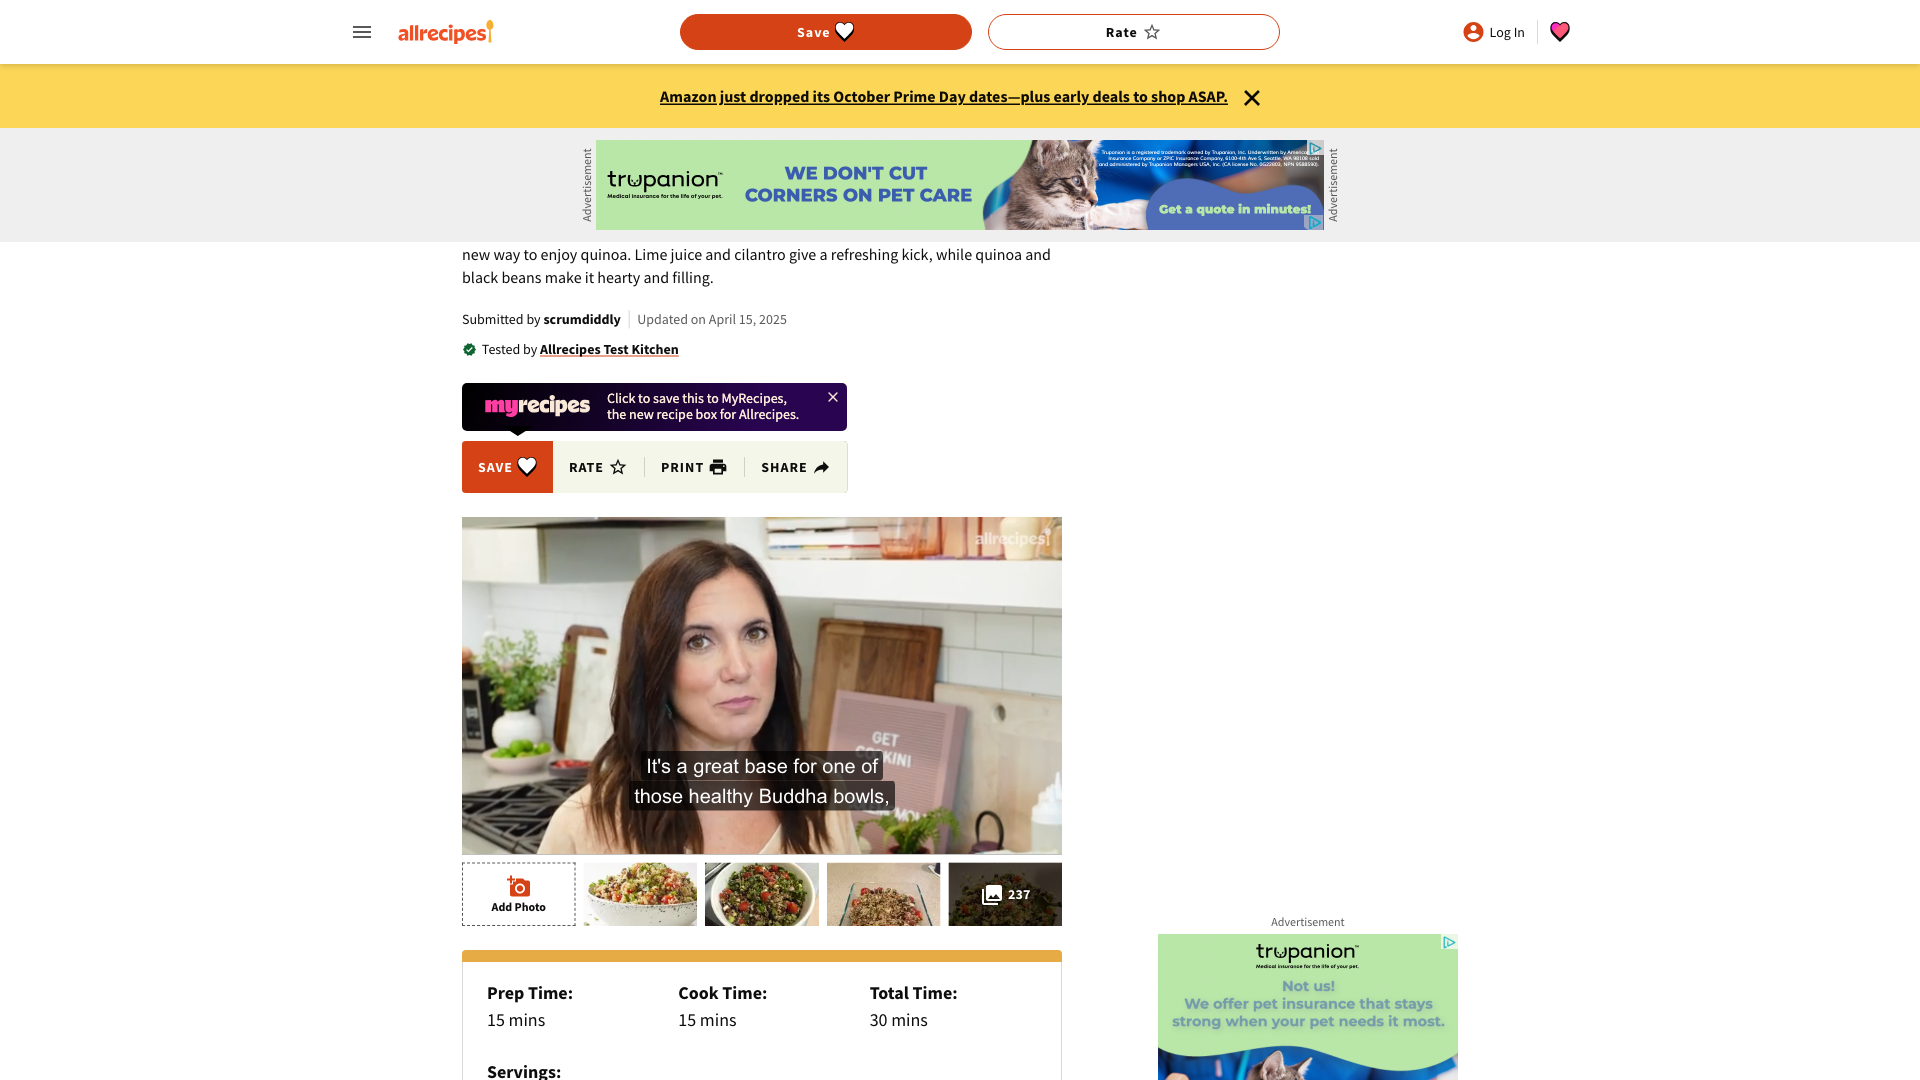 allrecipes
Save
Rate
Log In
Amazon just dropped its October Prime Day dates—plus early deals to shop ASAP.
Advertisement
trupanion™
Medical insurance for the life of your pet.
WE DON'T CUT
CORNERS ON PET CARE
Get a quote in minutes!
Advertisement
new way to enjoy quinoa. Lime juice and cilantro give a refreshing kick, while quinoa and
black beans make it hearty and filling.
Submitted by scrumdiddly
Updated on April 15, 2025
Tested by Allrecipes Test Kitchen
myrecipes
Click to save this to MyRecipes,
the new recipe box for Allrecipes.
SAVE
RATE
PRINT
SHARE
allrecipes
GET
It's a great base for one of
those healthy Buddha bowls,
Add Photo
237
Prep Time:
15 mins
Cook Time:
15 mins
Total Time:
30 mins
Servings:
Advertisement
trupanion™
Medical insurance for the life of your pet.
Not us!
We offer pet insurance that stays
strong when your pet needs it most.